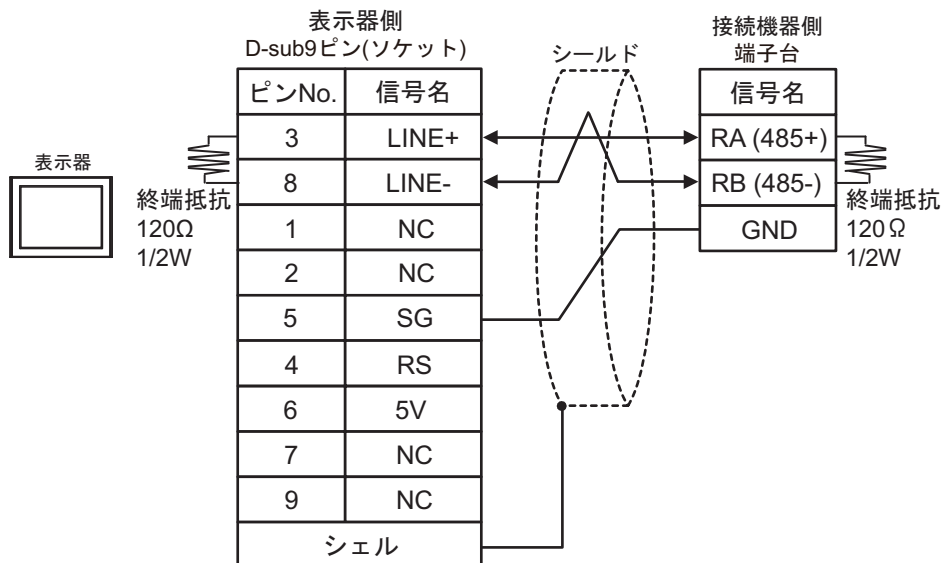 表示器側
D-sub9ピン(ソケット)
シールド
接続機器側
端子台
ピンNo. 信号名
信号名
3 LINE+
RA (485+)
8 LINE-
RB (485-)
1 NC
GND
2 NC
5 SG
4 RS
6 5V
7 NC
9 NC
シェル
表示器
終端抵抗
120Ω
1/2W
終端抵抗
120Ω
1/2W